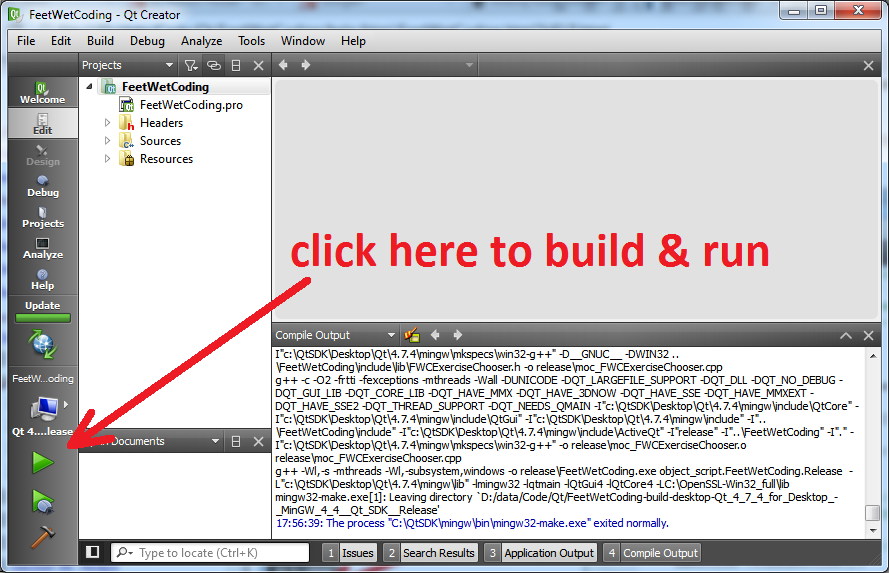 FeetWetCoding - Qt Creator
File Edit Build Debug Analyze Tools Window Help
Projects
Welcome
Edit
Design
Debug
Projects
Analyze
Help
Update
FeetW...oding
Qt 4....lease
FeetWetCoding
FeetWetCoding.pro
Headers
Sources
Resources
click here to build & run
Documents
Compile Output
I"c:\QtSDK\Desktop\Qt\4.7.4\mingw\mkspecs\win32-g++" -D__GNUC__ -DWIN32 ..
\FeetWetCoding\include\lib\FWCExerciseChooser.h -o release\moc_FWCExerciseChooser.cpp
g++ -c -O2 -frtti -fexceptions -mthreads -Wall -DUNICODE -DQT_LARGEFILE_SUPPORT -DQT_DLL -DQT_NO_DEBUG -
DQT_GUI_LIB -DQT_CORE_LIB -DQT_HAVE_MMX -DQT_HAVE_3DNOW -DQT_HAVE_SSE -DQT_HAVE_MMXEXT -
DQT_HAVE_SSE2 -DQT_THREAD_SUPPORT -DQT_NEEDS_QMAIN -I"c:\QtSDK\Desktop\Qt\4.7.4\mingw\include\QtCore" -
I"c:\QtSDK\Desktop\Qt\4.7.4\mingw\include\QtGui" -I"c:\QtSDK\Desktop\Qt\4.7.4\mingw\include" -I"..
\FeetWetCoding\include" -I"c:\QtSDK\Desktop\Qt\4.7.4\mingw\include\ActiveQt" -I"release" -I"..\FeetWetCoding" -I"." -
I"c:\QtSDK\Desktop\Qt\4.7.4\mingw\mkspecs\win32-g++" -o release\moc_FWCExerciseChooser.o
release\moc_FWCExerciseChooser.cpp
g++ -Wl,-s -mthreads -Wl,-subsystem,windows -o release\FeetWetCoding.exe object_script.FeetWetCoding.Release -
L"c:\QtSDK\Desktop\Qt\4.7.4\mingw\lib" -lmingw32 -lqtmain -lQtGui4 -lQtCore4 -LC:\OpenSSL-Win32_full\lib
mingw32-make.exe[1]: Leaving directory `D:/data/Code/Qt/FeetWetCoding-build-desktop-Qt_4_7_4_for_Desktop_-
_MinGW_4_4__Qt_SDK__Release'
17:56:39: The process "C:\QtSDK\mingw\bin\mingw32-make.exe" exited normally.
Type to locate (Ctrl+K) 1 Issues 2 Search Results 3 Application Output 4 Compile Output